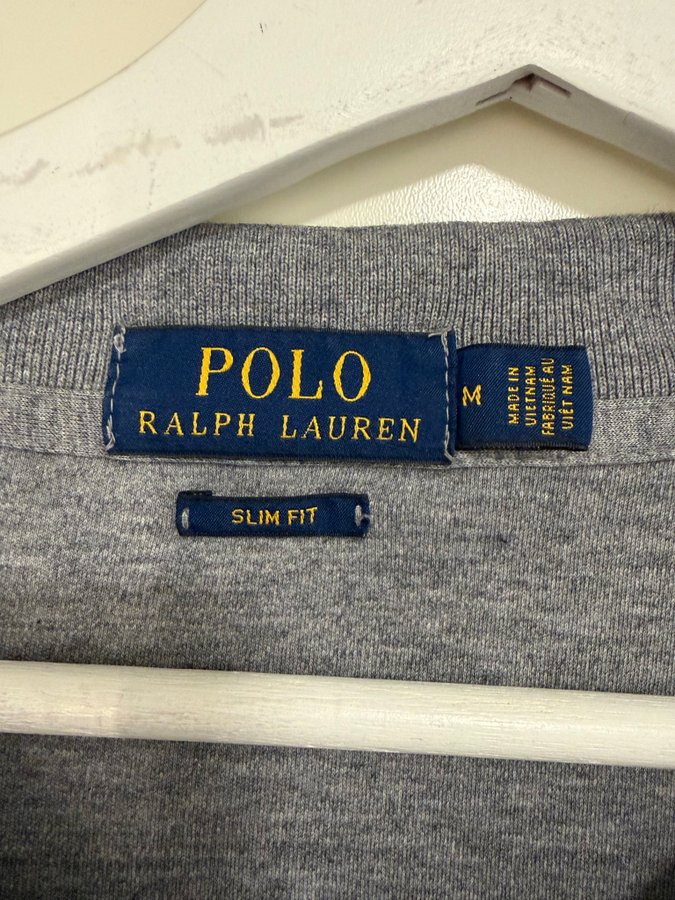 POLO
RALPH LAUREN
M
MADE IN
VIETNAM
FABRIQUÉ AU
VIÊT NAM
SLIM FIT